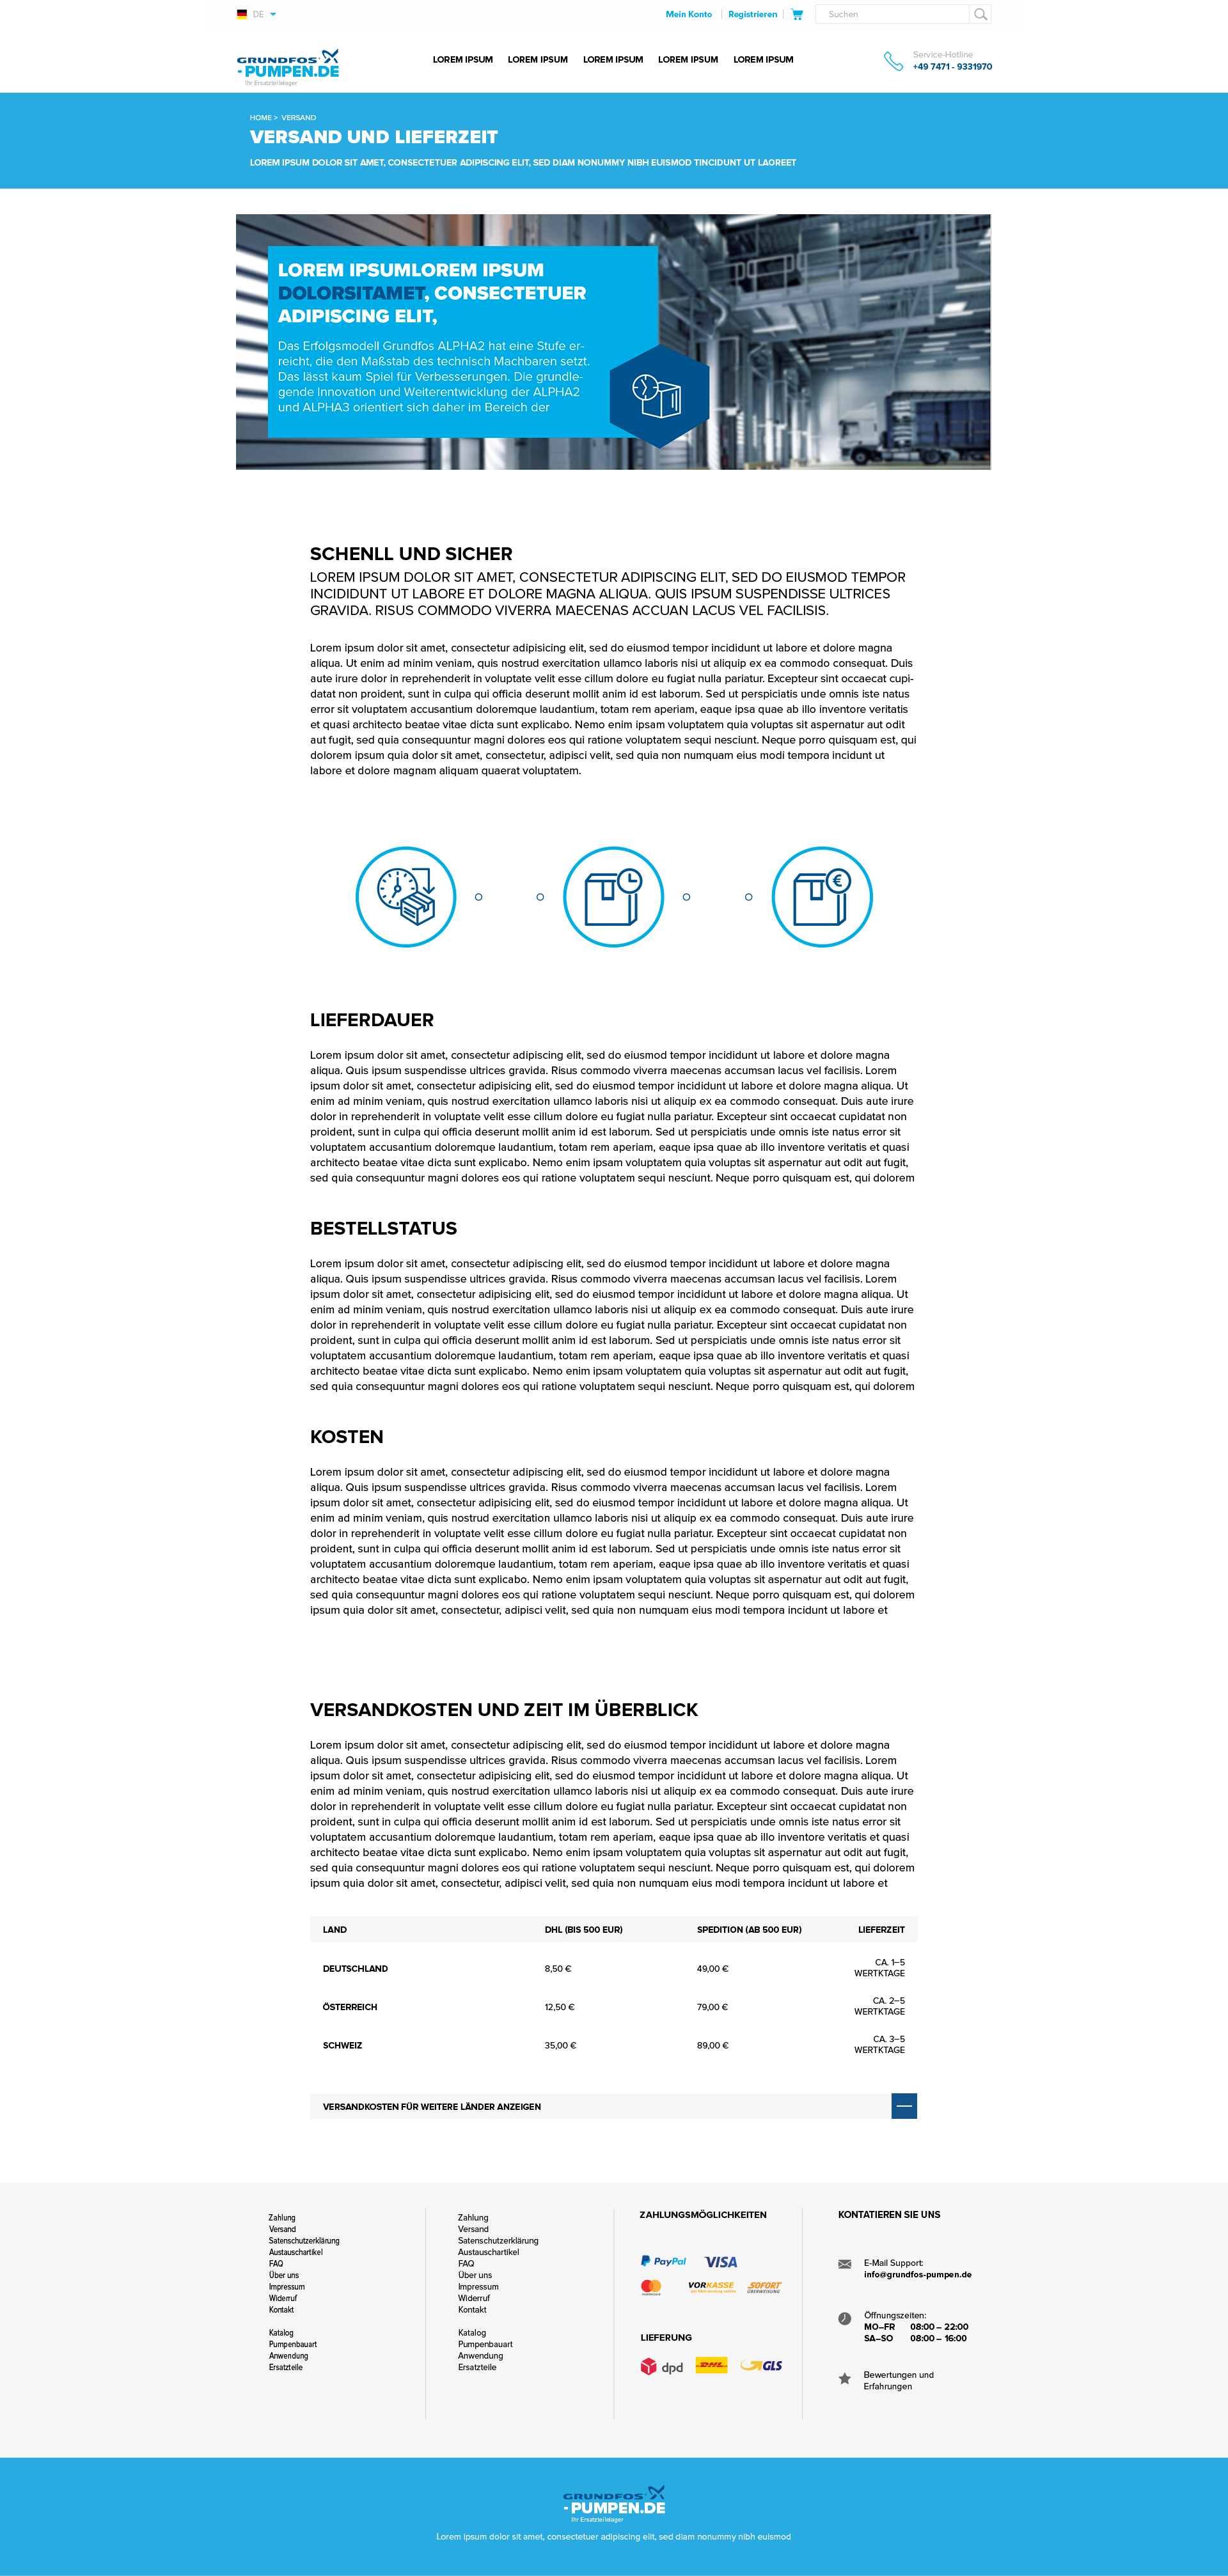 DE
Mein Konto
Registrieren
Suchen
GRUNDFOS
- PUMPEN.DE
Ihr Ersatzteilelager
LOREM IPSUM LOREM IPSUM LOREM IPSUM LOREM IPSUM LOREM IPSUM
Service-Hotline
+49 7471 - 9331970
HOME > VERSAND
VERSAND UND LIEFERZEIT
LOREM IPSUM DOLOR SIT AMET, CONSECTETUER ADIPISCING ELIT, SED DIAM NONUMMY NIBH EUISMOD TINCIDUNT UT LAOREET
LOREM IPSUMLOREM IPSUM
DOLORSITAMET, CONSECTETUER
ADIPISCING ELIT,
Das Erfolgsmodell Grundfos ALPHA2 hat eine Stufe er-
reicht, die den Maßstab des technisch Machbaren setzt.
Das lässt kaum Spiel für Verbesserungen. Die grundle-
gende Innovation und Weiterentwicklung der ALPHA2
und ALPHA3 orientiert sich daher im Bereich der
SCHENLL UND SICHER
LOREM IPSUM DOLOR SIT AMET, CONSECTETUR ADIPISCING ELIT, SED DO EIUSMOD TEMPOR
INCIDIDUNT UT LABORE ET DOLORE MAGNA ALIQUA. QUIS IPSUM SUSPENDISSE ULTRICES
GRAVIDA. RISUS COMMODO VIVERRA MAECENAS ACCUAN LACUS VEL FACILISIS.
Lorem ipsum dolor sit amet, consectetur adipisicing elit, sed do eiusmod tempor incididunt ut labore et dolore magna
aliqua. Ut enim ad minim veniam, quis nostrud exercitation ullamco laboris nisi ut aliquip ex ea commodo consequat. Duis
aute irure dolor in reprehenderit in voluptate velit esse cillum dolore eu fugiat nulla pariatur. Excepteur sint occaecat cupi-
datat non proident, sunt in culpa qui officia deserunt mollit anim id est laborum. Sed ut perspiciatis unde omnis iste natus
error sit voluptatem accusantium doloremque laudantium, totam rem aperiam, eaque ipsa quae ab illo inventore veritatis
et quasi architecto beatae vitae dicta sunt explicabo. Nemo enim ipsam voluptatem quia voluptas sit aspernatur aut odit
aut fugit, sed quia consequuntur magni dolores eos qui ratione voluptatem sequi nesciunt. Neque porro quisquam est, qui
dolorem ipsum quia dolor sit amet, consectetur, adipisci velit, sed quia non numquam eius modi tempora incidunt ut
labore et dolore magnam aliquam quaerat voluptatem.
€
LIEFERDAUER
Lorem ipsum dolor sit amet, consectetur adipiscing elit, sed do eiusmod tempor incididunt ut labore et dolore magna
aliqua. Quis ipsum suspendisse ultrices gravida. Risus commodo viverra maecenas accumsan lacus vel facilisis. Lorem
ipsum dolor sit amet, consectetur adipisicing elit, sed do eiusmod tempor incididunt ut labore et dolore magna aliqua. Ut
enim ad minim veniam, quis nostrud exercitation ullamco laboris nisi ut aliquip ex ea commodo consequat. Duis aute irure
dolor in reprehenderit in voluptate velit esse cillum dolore eu fugiat nulla pariatur. Excepteur sint occaecat cupidatat non
proident, sunt in culpa qui officia deserunt mollit anim id est laborum. Sed ut perspiciatis unde omnis iste natus error sit
voluptatem accusantium doloremque laudantium, totam rem aperiam, eaque ipsa quae ab illo inventore veritatis et quasi
architecto beatae vitae dicta sunt explicabo. Nemo enim ipsam voluptatem quia voluptas sit aspernatur aut odit aut fugit,
sed quia consequuntur magni dolores eos qui ratione voluptatem sequi nesciunt. Neque porro quisquam est, qui dolorem
BESTELLSTATUS
Lorem ipsum dolor sit amet, consectetur adipiscing elit, sed do eiusmod tempor incididunt ut labore et dolore magna
aliqua. Quis ipsum suspendisse ultrices gravida. Risus commodo viverra maecenas accumsan lacus vel facilisis. Lorem
ipsum dolor sit amet, consectetur adipisicing elit, sed do eiusmod tempor incididunt ut labore et dolore magna aliqua. Ut
enim ad minim veniam, quis nostrud exercitation ullamco laboris nisi ut aliquip ex ea commodo consequat. Duis aute irure
dolor in reprehenderit in voluptate velit esse cillum dolore eu fugiat nulla pariatur. Excepteur sint occaecat cupidatat non
proident, sunt in culpa qui officia deserunt mollit anim id est laborum. Sed ut perspiciatis unde omnis iste natus error sit
voluptatem accusantium doloremque laudantium, totam rem aperiam, eaque ipsa quae ab illo inventore veritatis et quasi
architecto beatae vitae dicta sunt explicabo. Nemo enim ipsam voluptatem quia voluptas sit aspernatur aut odit aut fugit,
sed quia consequuntur magni dolores eos qui ratione voluptatem sequi nesciunt. Neque porro quisquam est, qui dolorem
KOSTEN
Lorem ipsum dolor sit amet, consectetur adipiscing elit, sed do eiusmod tempor incididunt ut labore et dolore magna
aliqua. Quis ipsum suspendisse ultrices gravida. Risus commodo viverra maecenas accumsan lacus vel facilisis. Lorem
ipsum dolor sit amet, consectetur adipisicing elit, sed do eiusmod tempor incididunt ut labore et dolore magna aliqua. Ut
enim ad minim veniam, quis nostrud exercitation ullamco laboris nisi ut aliquip ex ea commodo consequat. Duis aute irure
dolor in reprehenderit in voluptate velit esse cillum dolore eu fugiat nulla pariatur. Excepteur sint occaecat cupidatat non
proident, sunt in culpa qui officia deserunt mollit anim id est laborum. Sed ut perspiciatis unde omnis iste natus error sit
voluptatem accusantium doloremque laudantium, totam rem aperiam, eaque ipsa quae ab illo inventore veritatis et quasi
architecto beatae vitae dicta sunt explicabo. Nemo enim ipsam voluptatem quia voluptas sit aspernatur aut odit aut fugit,
sed quia consequuntur magni dolores eos qui ratione voluptatem sequi nesciunt. Neque porro quisquam est, qui dolorem
ipsum quia dolor sit amet, consectetur, adipisci velit, sed quia non numquam eius modi tempora incidunt ut labore et
VERSANDKOSTEN UND ZEIT IM ÜBERBLICK
Lorem ipsum dolor sit amet, consectetur adipiscing elit, sed do eiusmod tempor incididunt ut labore et dolore magna
aliqua. Quis ipsum suspendisse ultrices gravida. Risus commodo viverra maecenas accumsan lacus vel facilisis. Lorem
ipsum dolor sit amet, consectetur adipisicing elit, sed do eiusmod tempor incididunt ut labore et dolore magna aliqua. Ut
enim ad minim veniam, quis nostrud exercitation ullamco laboris nisi ut aliquip ex ea commodo consequat. Duis aute irure
dolor in reprehenderit in voluptate velit esse cillum dolore eu fugiat nulla pariatur. Excepteur sint occaecat cupidatat non
proident, sunt in culpa qui officia deserunt mollit anim id est laborum. Sed ut perspiciatis unde omnis iste natus error sit
voluptatem accusantium doloremque laudantium, totam rem aperiam, eaque ipsa quae ab illo inventore veritatis et quasi
architecto beatae vitae dicta sunt explicabo. Nemo enim ipsam voluptatem quia voluptas sit aspernatur aut odit aut fugit,
sed quia consequuntur magni dolores eos qui ratione voluptatem sequi nesciunt. Neque porro quisquam est, qui dolorem
ipsum quia dolor sit amet, consectetur, adipisci velit, sed quia non numquam eius modi tempora incidunt ut labore et
LAND DHL (BIS 500 EUR) SPEDITION (AB 500 EUR) LIEFERZEIT
DEUTSCHLAND 8,50 € 49,00 € CA. 1–5
WERTKTAGE
ÖSTERREICH 12,50 € 79,00 € CA. 2–5
WERTKTAGE
SCHWEIZ 35,00 € 89,00 € CA. 3–5
WERTKTAGE
VERSANDKOSTEN FÜR WEITERE LÄNDER ANZEIGEN
Zahlung
Versand
Satenschutzerklärung
Austauschartikel
FAQ
Über uns
Impressum
Widerruf
Kontakt
Katalog
Pumpenbauart
Anwendung
Ersatzteile
Zahlung
Versand
Satenschutzerklärung
Austauschartikel
FAQ
Über uns
Impressum
Widerruf
Kontakt
Katalog
Pumpenbauart
Anwendung
Ersatzteile
ZAHLUNGSMÖGLICHKEITEN
PayPal VISA
VORKASSE
SOFORT
ÜBERWEISUNG
LIEFERUNG
dpd DHL GLS
KONTATIEREN SIE UNS
E-Mail Support:
info@grundfos-pumpen.de
Öffnungszeiten:
MO–FR 08:00 – 22:00
SA–SO 08:00 – 16:00
Bewertungen und
Erfahrungen
GRUNDFOS
- PUMPEN.DE
Ihr Ersatzteilelager
Lorem ipsum dolor sit amet, consectetuer adipiscing elit, sed diam nonummy nibh euismod